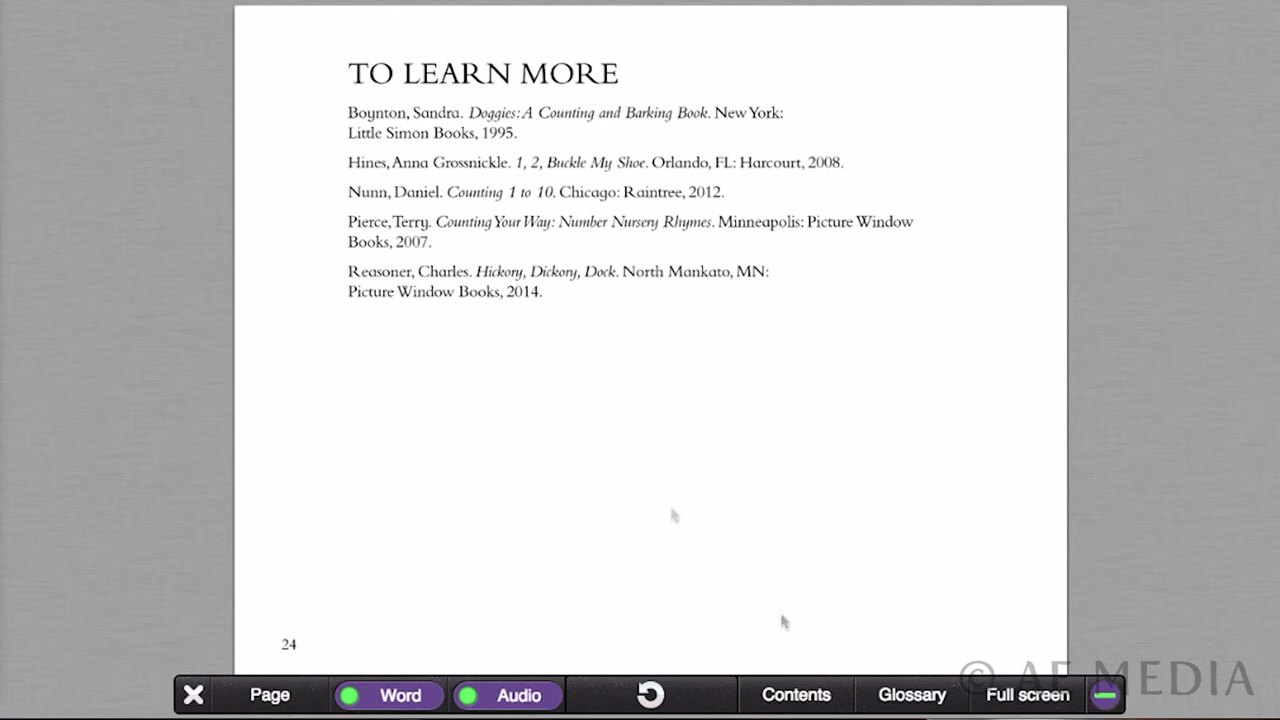 TO LEARN MORE
Boynton, Sandra. Doggies: A Counting and Barking Book. New York:
Little Simon Books, 1995.
Hines, Anna Grossnickle. 1, 2, Buckle My Shoe. Orlando, FL: Harcourt, 2008.
Nunn, Daniel. Counting 1 to 10. Chicago: Raintree, 2012.
Pierce, Terry. Counting Your Way: Number Nursery Rhymes. Minneapolis: Picture Window
Books, 2007.
Reasoner, Charles. Hickory, Dickory, Dock. North Mankato, MN:
Picture Window Books, 2014.
24
© AE MEDIA
Page Word Audio Contents Glossary Full screen